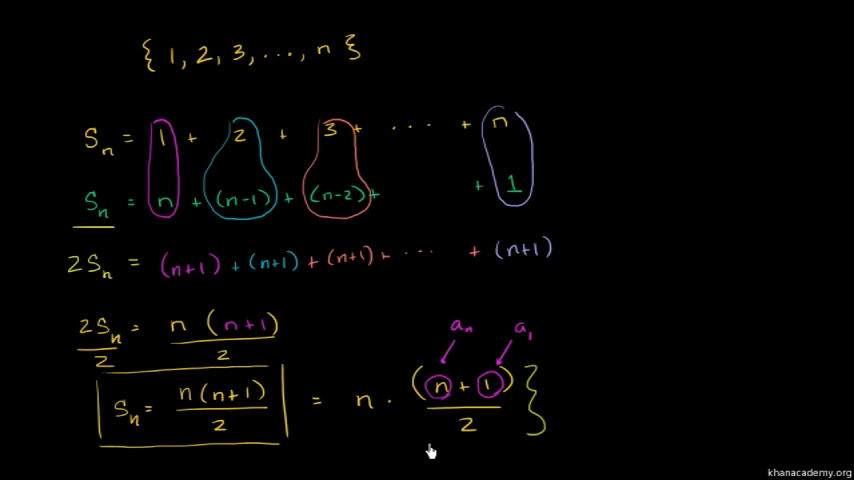 { 1, 2, 3, ..., n }
Sₙ = 1 + 2 + 3 + ... + n
Sₙ = n + (n-1) + (n-2) + + 1
2Sₙ = (n+1) + (n+1) + (n+1) + ... + (n+1)
2Sₙ/2 = n (n+1)/2
aₙ a₁
Sₙ = n(n+1)/2 = n · (n+1)/2 }
khanacademy.org